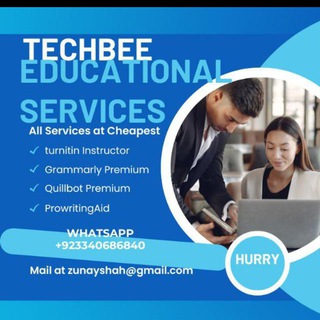 TECHBEE
EDUCATIONAL
SERVICES
All Services at Cheapest
✓ turnitin Instructor
✓ Grammarly Premium
✓ Quillbot Premium
✓ ProwritingAid
WHATSAPP
+923340686840
HURRY
Mail at zunayshah@gmail.com